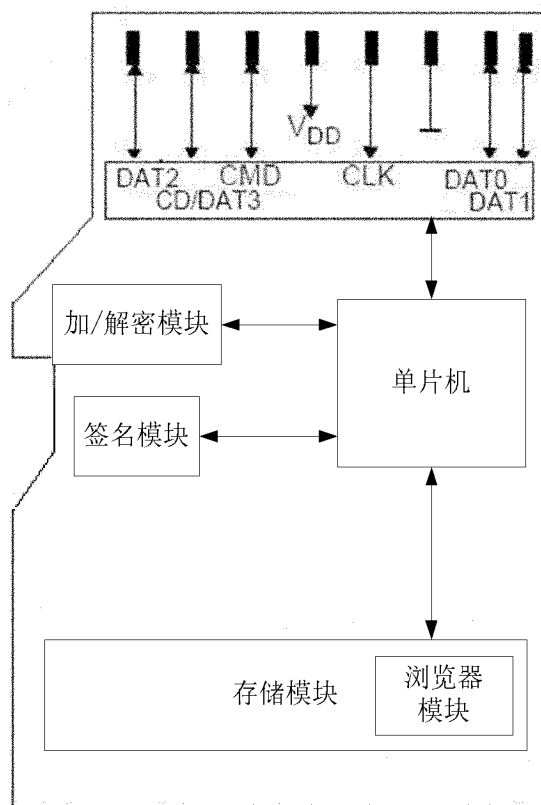 VDD
DAT2 CMD CLK DAT0
CD/DAT3 DAT1
加/解密模块
单片机
签名模块
存储模块
浏览器
模块